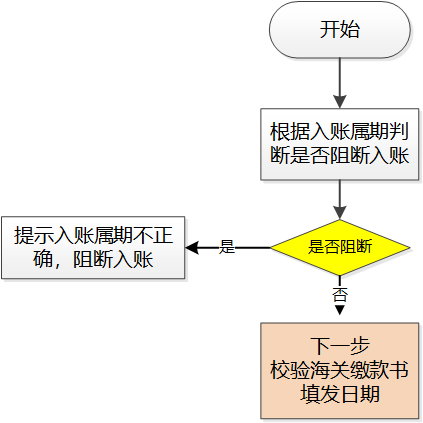 开始
根据入账属期判
断是否阻断入账
是否阻断
是
提示入账属期不正
确，阻断入账
否
下一步
校验海关缴款书
填发日期